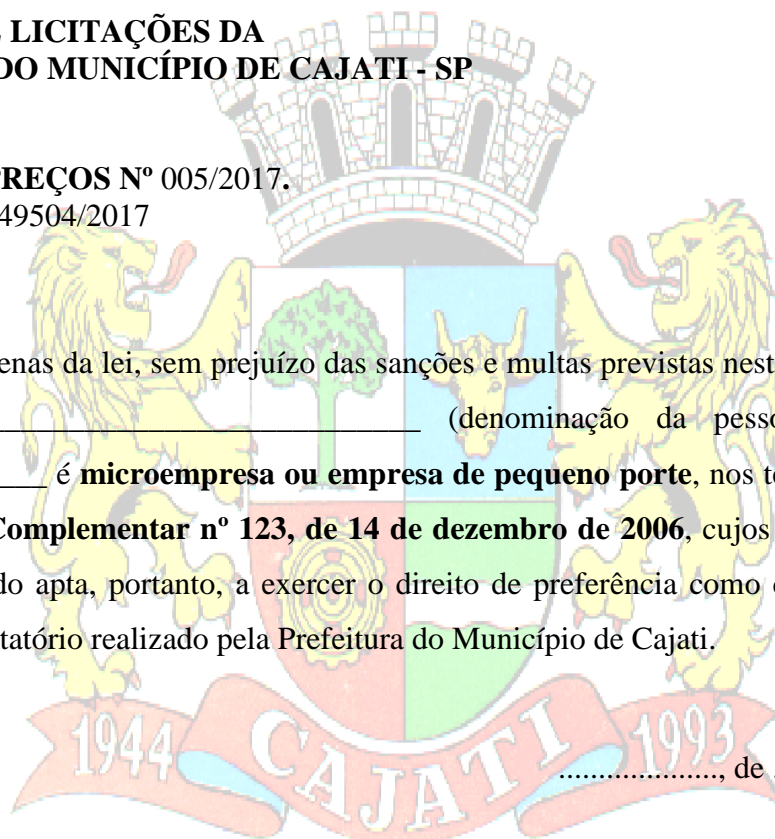 LICITAÇÕES DA
DO MUNICÍPIO DE CAJATI - SP
PREÇOS Nº 005/2017.
49504/2017
enas da lei, sem prejuízo das sanções e multas previstas nest
___________________________ (denominação da pesso
___ é microempresa ou empresa de pequeno porte, nos te
Complementar nº 123, de 14 de dezembro de 2006, cujos
do apta, portanto, a exercer o direito de preferência como c
tatório realizado pela Prefeitura do Município de Cajati.
1944 CAJATI 1993
...................., de